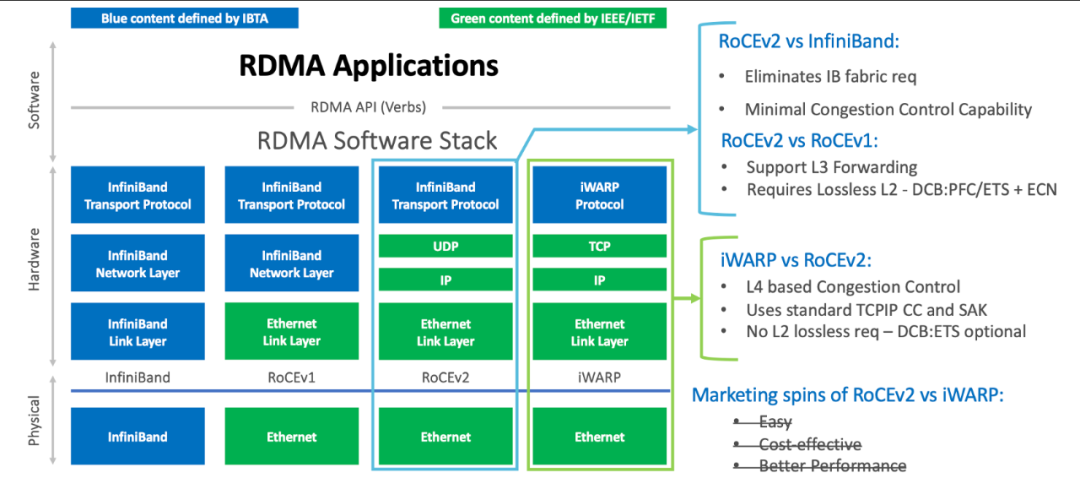 Blue content defined by IBTA
Green content defined by IEEE/IETF
Software
RDMA Applications
RDMA API (Verbs)
RDMA Software Stack
Hardware
InfiniBand
Transport Protocol
InfiniBand
Transport Protocol
InfiniBand
Transport Protocol
iWARP
Protocol
InfiniBand
Network Layer
InfiniBand
Network Layer
UDP
IP
TCP
IP
InfiniBand
Link Layer
Ethernet
Link Layer
Ethernet
Link Layer
Ethernet
Link Layer
InfiniBand
RoCEv1
RoCEv2
iWARP
Physical
InfiniBand
Ethernet
Ethernet
Ethernet
RoCEv2 vs InfiniBand:
• Eliminates IB fabric req
• Minimal Congestion Control Capability
RoCEv2 vs RoCEv1:
• Support L3 Forwarding
• Requires Lossless L2 - DCB:PFC/ETS + ECN
iWARP vs RoCEv2:
• L4 based Congestion Control
• Uses standard TCPIP CC and SAK
• No L2 lossless req – DCB:ETS optional
Marketing spins of RoCEv2 vs iWARP:
• Easy
• Cost-effective
• Better Performance